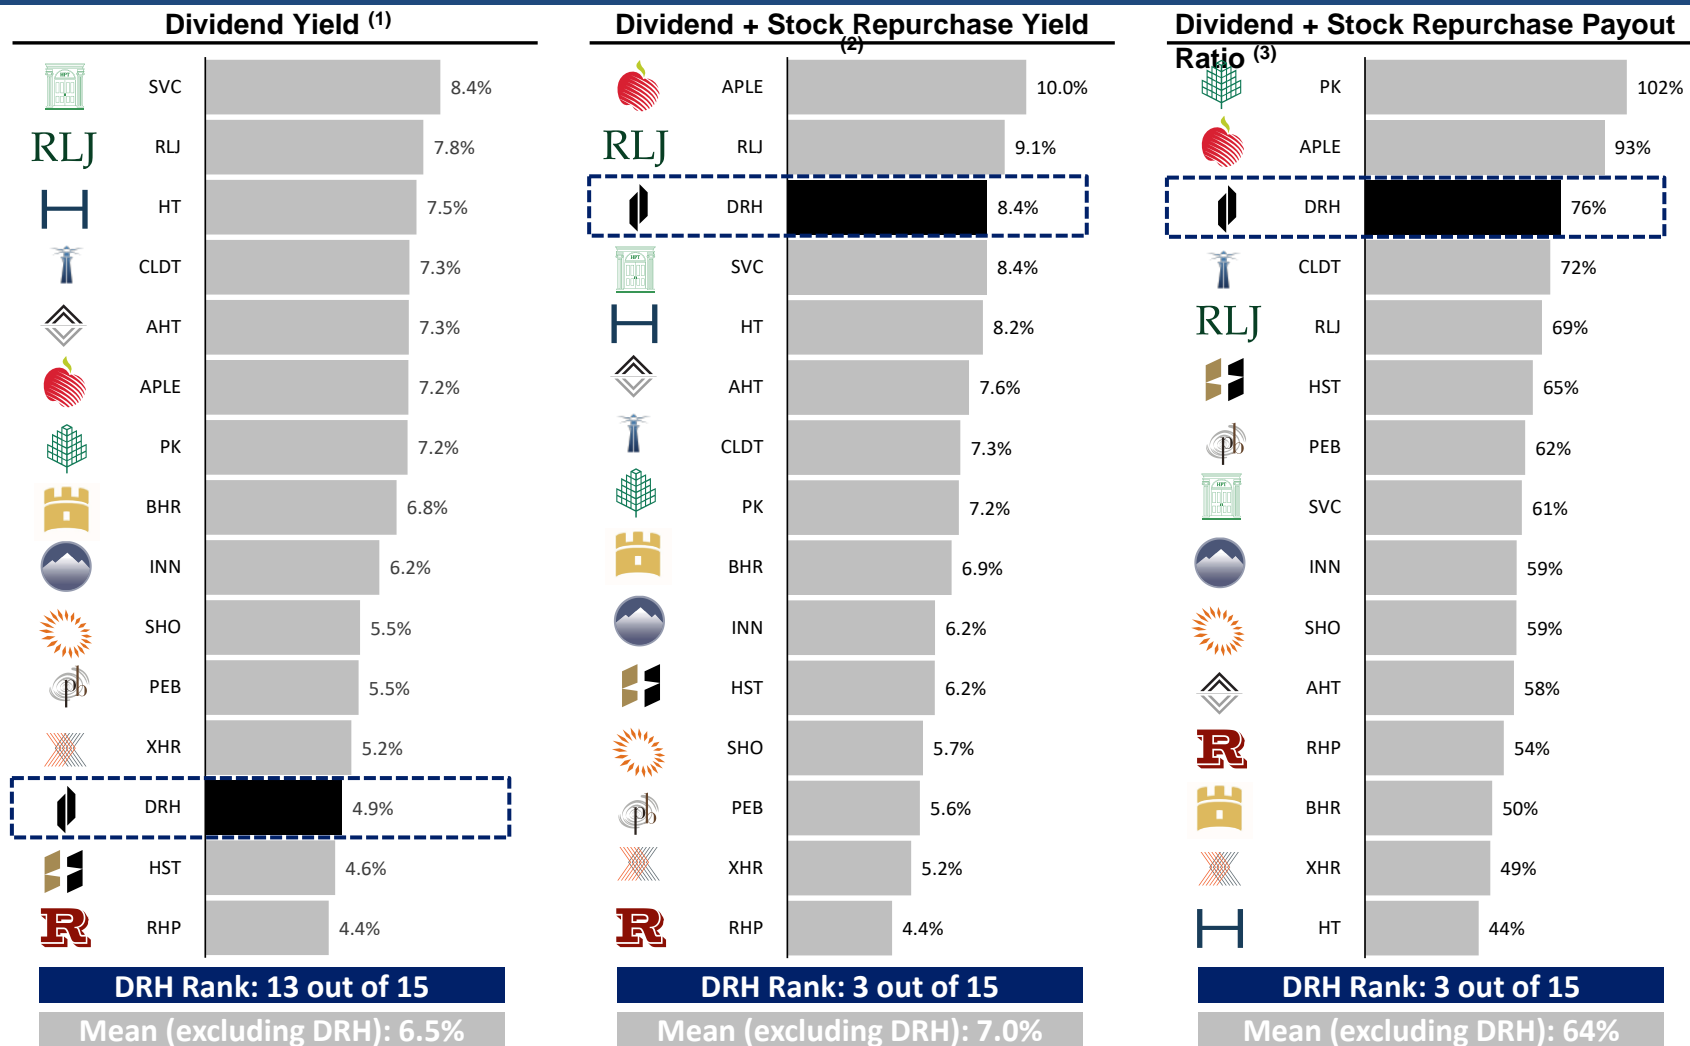 Dividend Yield (1)
SVC 8.4%
RLJ RLJ 7.8%
HT 7.5%
CLDT 7.3%
AHT 7.3%
APLE 7.2%
PK 7.2%
BHR 6.8%
INN 6.2%
SHO 5.5%
pb PEB 5.5%
XHR 5.2%
DRH 4.9%
HST 4.6%
R RHP 4.4%
DRH Rank: 13 out of 15
Mean (excluding DRH): 6.5%
Dividend + Stock Repurchase Yield
(2)
APLE 10.0%
RLJ RLJ 9.1%
DRH 8.4%
HPT SVC 8.4%
HT 8.2%
AHT 7.6%
CLDT 7.3%
PK 7.2%
BHR 6.9%
INN 6.2%
HST 6.2%
SHO 5.7%
pb PEB 5.6%
XHR 5.2%
R RHP 4.4%
DRH Rank: 3 out of 15
Mean (excluding DRH): 7.0%
Dividend + Stock Repurchase Payout
Ratio (3)
PK 102%
APLE 93%
DRH 76%
CLDT 72%
RLJ RLJ 69%
HST 65%
pb PEB 62%
HPT SVC 61%
INN 59%
SHO 59%
AHT 58%
R RHP 54%
BHR 50%
XHR 49%
HT 44%
DRH Rank: 3 out of 15
Mean (excluding DRH): 64%